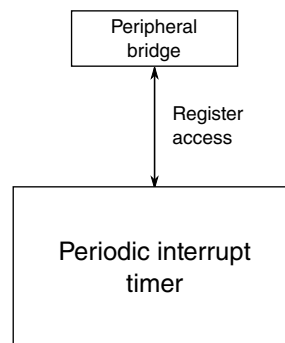 Peripheral
bridge
Register
access
Periodic interrupt
timer